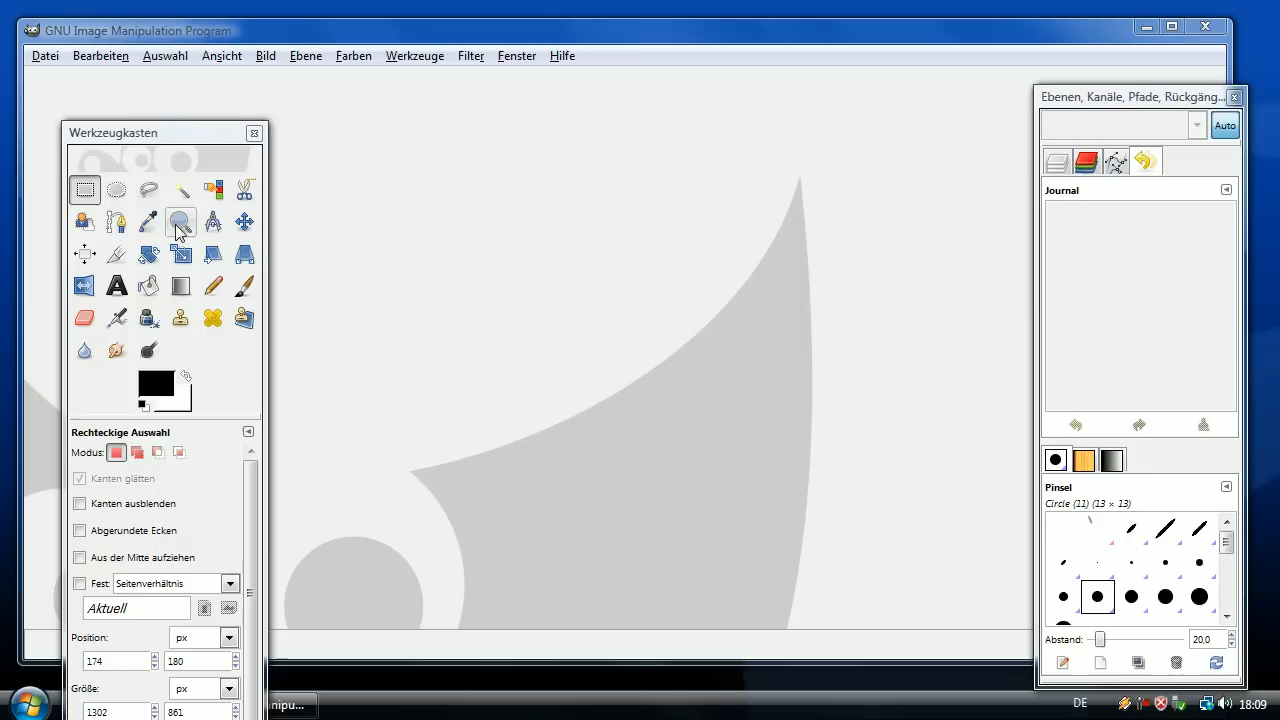 GNU Image Manipulation Program
Datei Bearbeiten Auswahl Ansicht Bild Ebene Farben Werkzeuge Filter Fenster Hilfe
Werkzeugkasten
Rechteckige Auswahl
Modus:
Kanten glätten
Kanten ausblenden
Abgerundete Ecken
Aus der Mitte aufziehen
Fest: Seitenverhältnis
Aktuell
Position: px
174 180
Größe: px
1302 861
Ebenen, Kanäle, Pfade, Rückgäng...
Auto
Journal
Pinsel
Circle (11) (13 × 13)
Abstand: 20,0
nipu...
DE 18:09